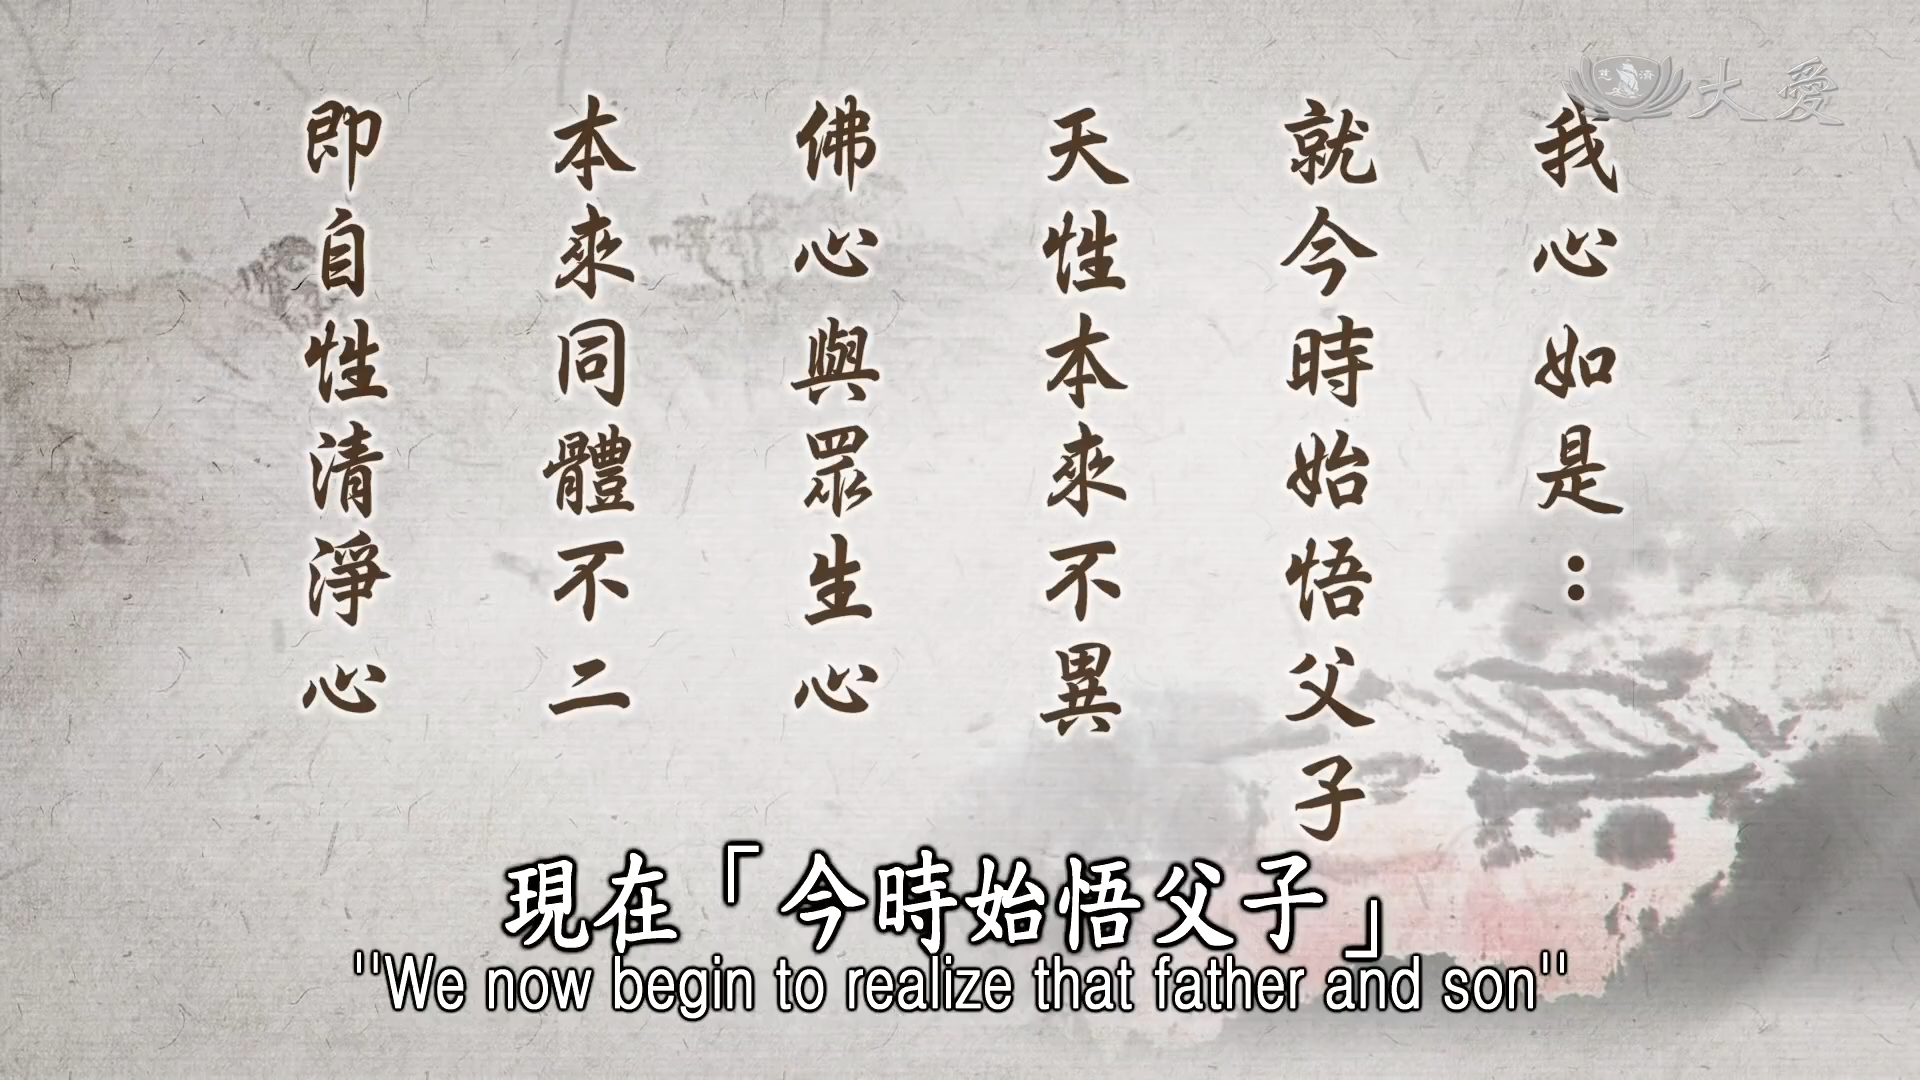 大愛
慈濟
我心如是：
就今時始悟父子
天性本來不異
佛心與眾生心
本來同體不二
即自性清淨心
現在「今時始悟父子」
"We now begin to realize that father and son"